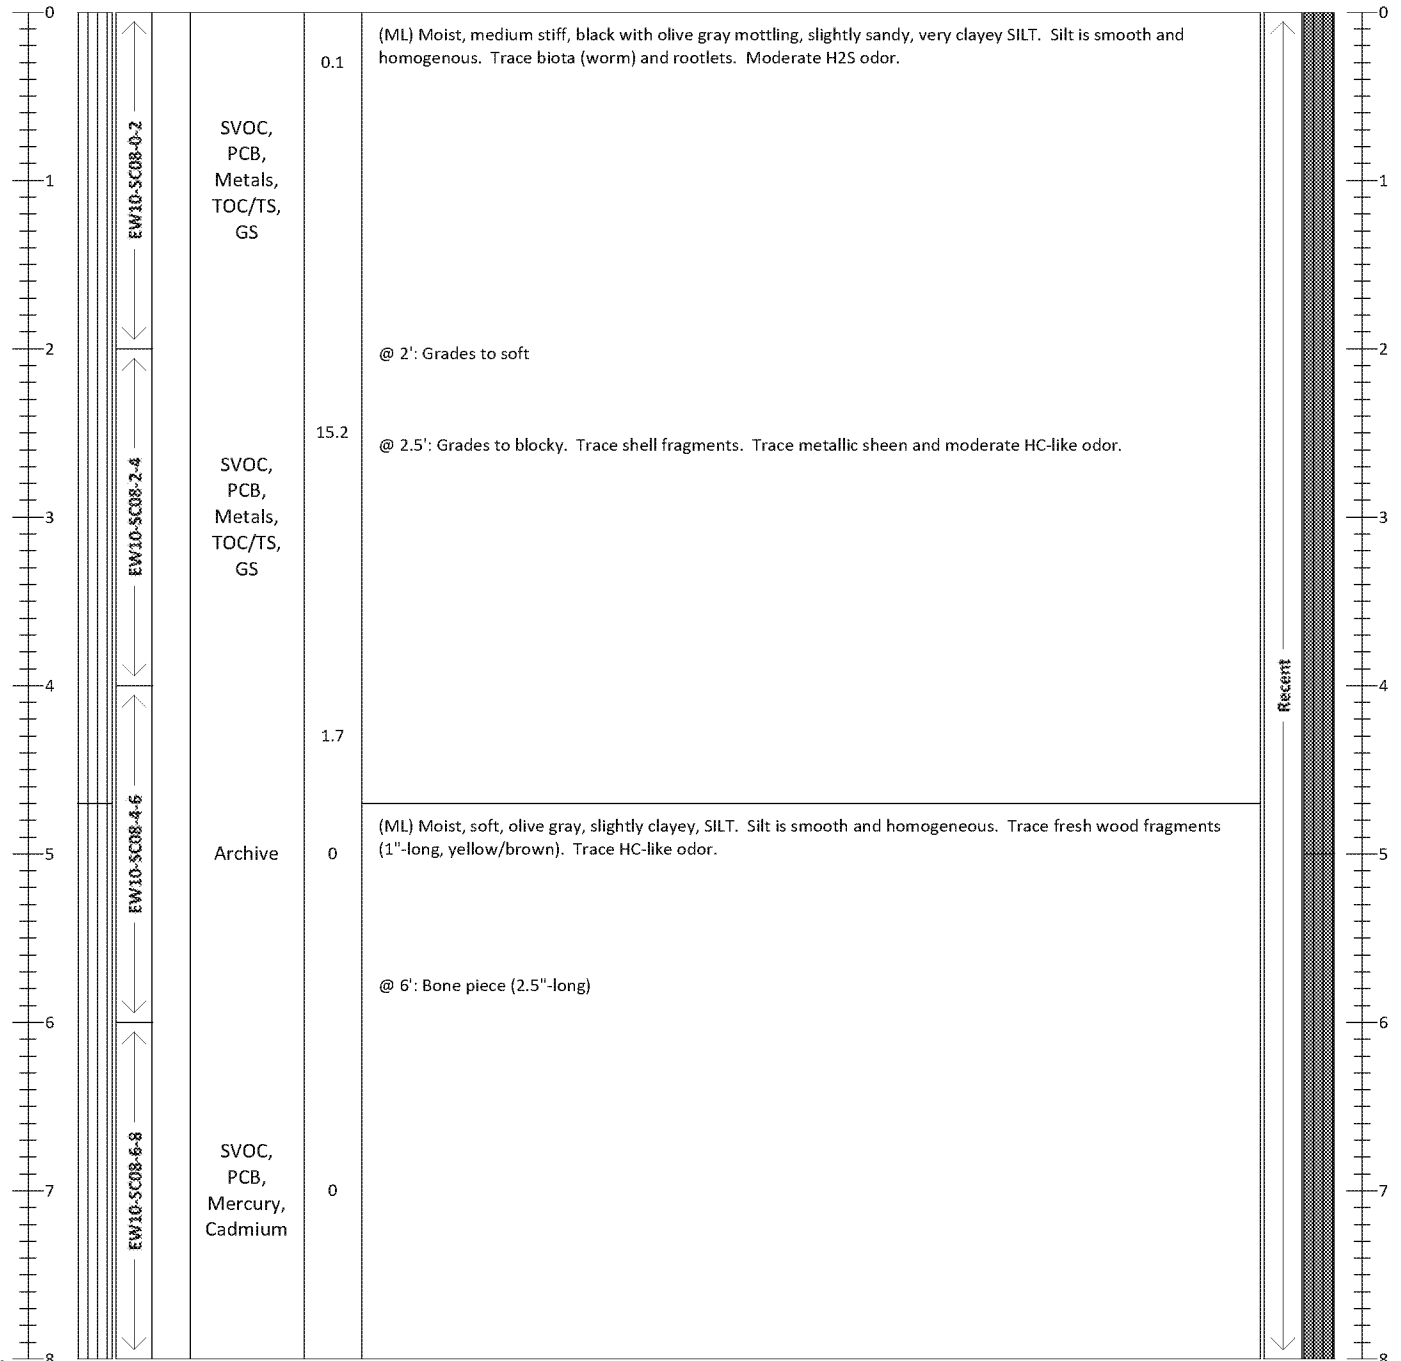 0
1
2
3
4
5
6
7
8
EW10-SC08-0-2
EW10-SC08-2-4
EW10-SC08-4-6
EW10-SC08-6-8
SVOC,
PCB,
Metals,
TOC/TS,
GS
SVOC,
PCB,
Metals,
TOC/TS,
GS
Archive
SVOC,
PCB,
Mercury,
Cadmium
0.1
15.2
1.7
0
0
(ML) Moist, medium stiff, black with olive gray mottling, slightly sandy, very clayey SILT.  Silt is smooth and
homogenous.  Trace biota (worm) and rootlets.  Moderate H2S odor.
@ 2': Grades to soft
@ 2.5': Grades to blocky.  Trace shell fragments.  Trace metallic sheen and moderate HC-like odor.
(ML) Moist, soft, olive gray, slightly clayey, SILT.  Silt is smooth and homogeneous.  Trace fresh wood fragments
(1"-long, yellow/brown).  Trace HC-like odor.
@ 6': Bone piece (2.5"-long)
Recent
0
1
2
3
4
5
6
7
8